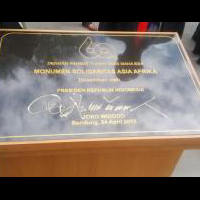 MONUMEN SOLIDARITAS ASIA AFRIKA
PRESIDEN REPUBLIK INDONESIA
JOKO WIDODO
Bandung, 24 April 2015